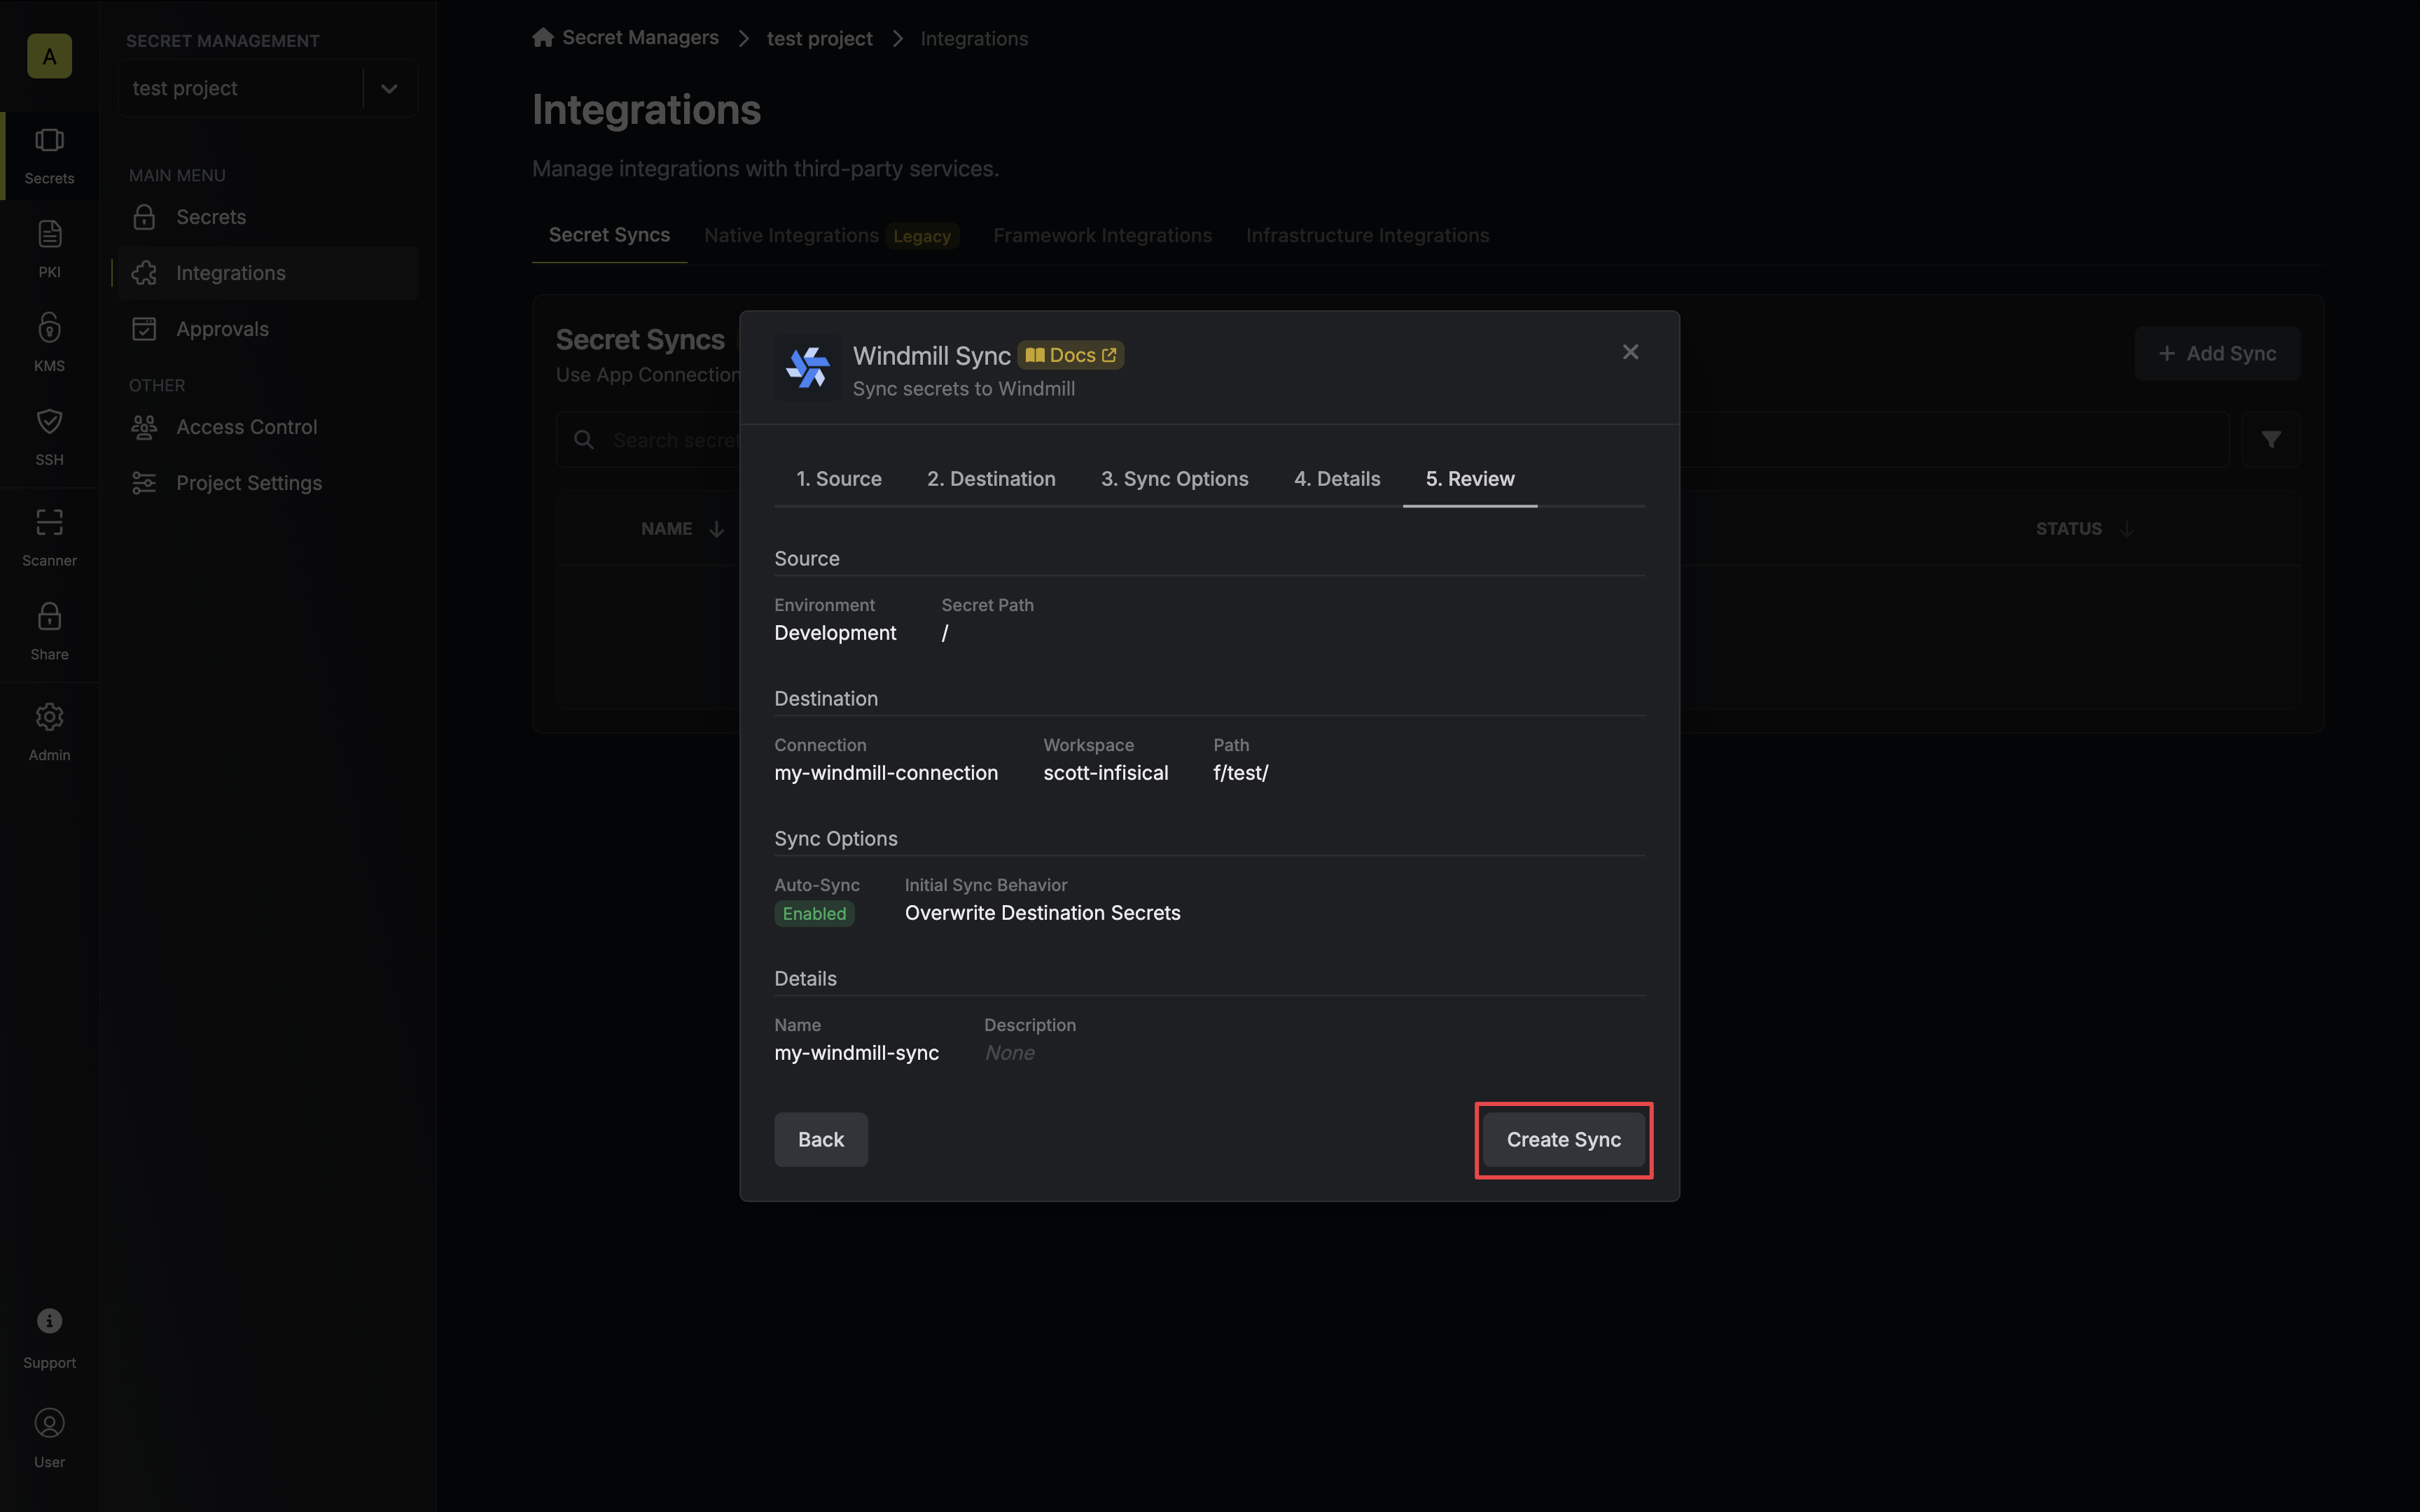 A
Secrets
PKI
KMS
SSH
Scanner
Share
Admin
Support
User
SECRET MANAGEMENT
test project
MAIN MENU
Secrets
Integrations
Approvals
OTHER
Access Control
Project Settings
Secret Managers > test project > Integrations
Integrations
Manage integrations with third-party services.
Secret Syncs Native Integrations Legacy Framework Integrations Infrastructure Integrations
Secret Syncs
Use App Connection
+ Add Sync
Search secret
NAME STATUS
Windmill Sync Docs
Sync secrets to Windmill
1. Source 2. Destination 3. Sync Options 4. Details 5. Review
Source
Environment Secret Path
Development /
Destination
Connection Workspace Path
my-windmill-connection scott-infisical f/test/
Sync Options
Auto-Sync Initial Sync Behavior
Enabled Overwrite Destination Secrets
Details
Name Description
my-windmill-sync None
Back Create Sync